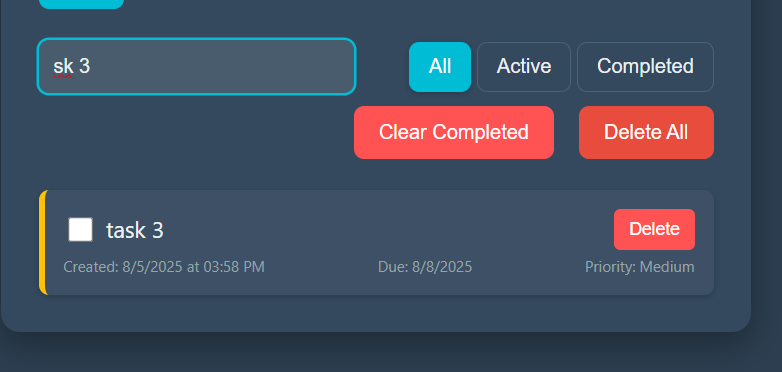 sk 3
All Active Completed
Clear Completed Delete All
task 3 Delete
Created: 8/5/2025 at 03:58 PM Due: 8/8/2025 Priority: Medium